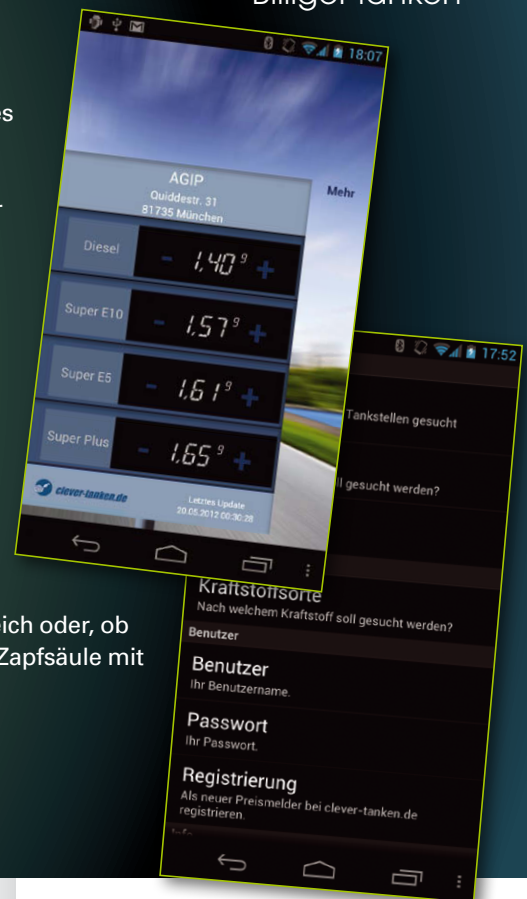 Billiger tanken
es
18:07
AGIP
Quiddestr. 31
81735 München
Mehr
Diesel
- 1,40⁹ +
Super E10
- 1,57⁹ +
Super E5
- 1,61⁹ +
Super Plus
- 1,65⁹ +
clever-tanken.de
Letztes Update
20.05.2012 00:30:28
eich oder, ob
Zapfsäule mit
17:52
Tankstellen gesucht
ll gesucht werden?
Kraftstoffsorte
Nach welchem Kraftstoff soll gesucht werden?
Benutzer
Benutzer
Ihr Benutzername.
Passwort
Ihr Passwort.
Registrierung
Als neuer Preismelder bei clever-tanken.de
registrieren.